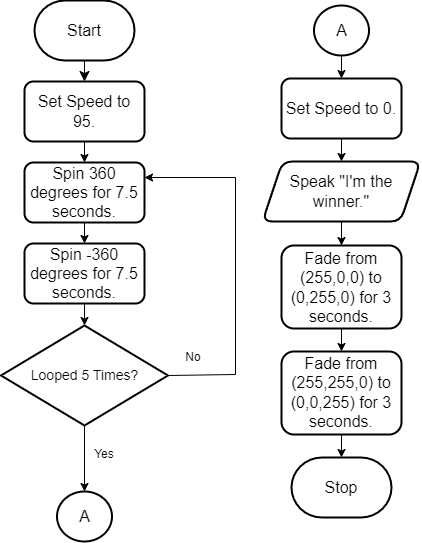 Start
Set Speed to
95.
Spin 360
degrees for 7.5
seconds.
Spin -360
degrees for 7.5
seconds.
Looped 5 Times?
No
Yes
A
A
Set Speed to 0.
Speak "I'm the
winner."
Fade from
(255,0,0) to
(0,255,0) for 3
seconds.
Fade from
(255,255,0) to
(0,0,255) for 3
seconds.
Stop